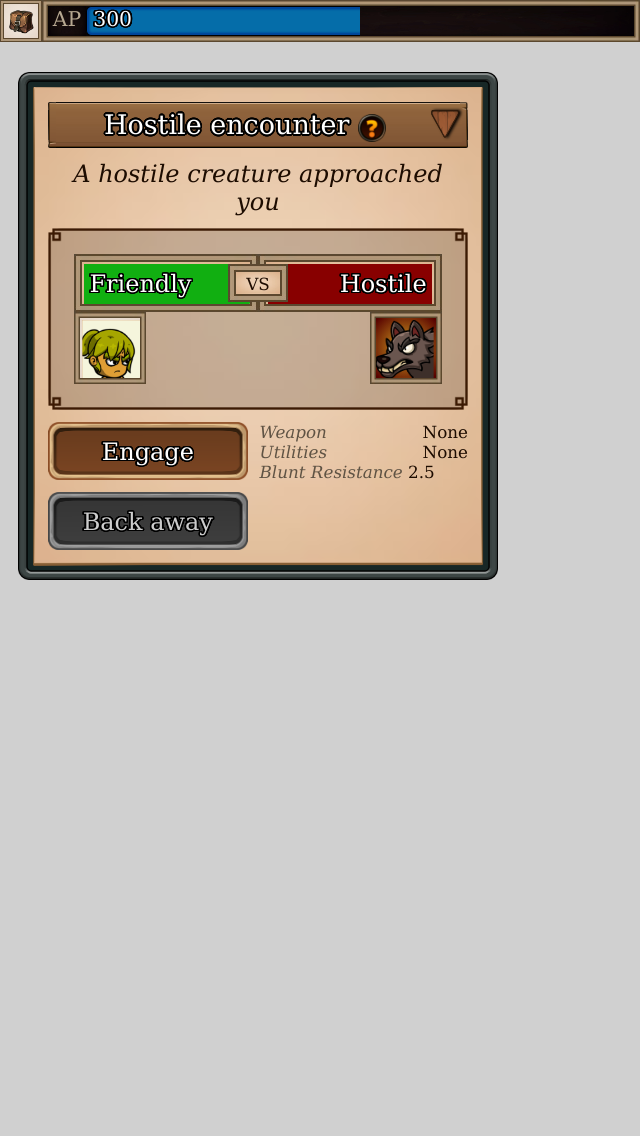 AP 300
Hostile encounter ?
A hostile creature approached
you
Friendly VS Hostile
Engage
Weapon None
Utilities None
Blunt Resistance 2.5
Back away